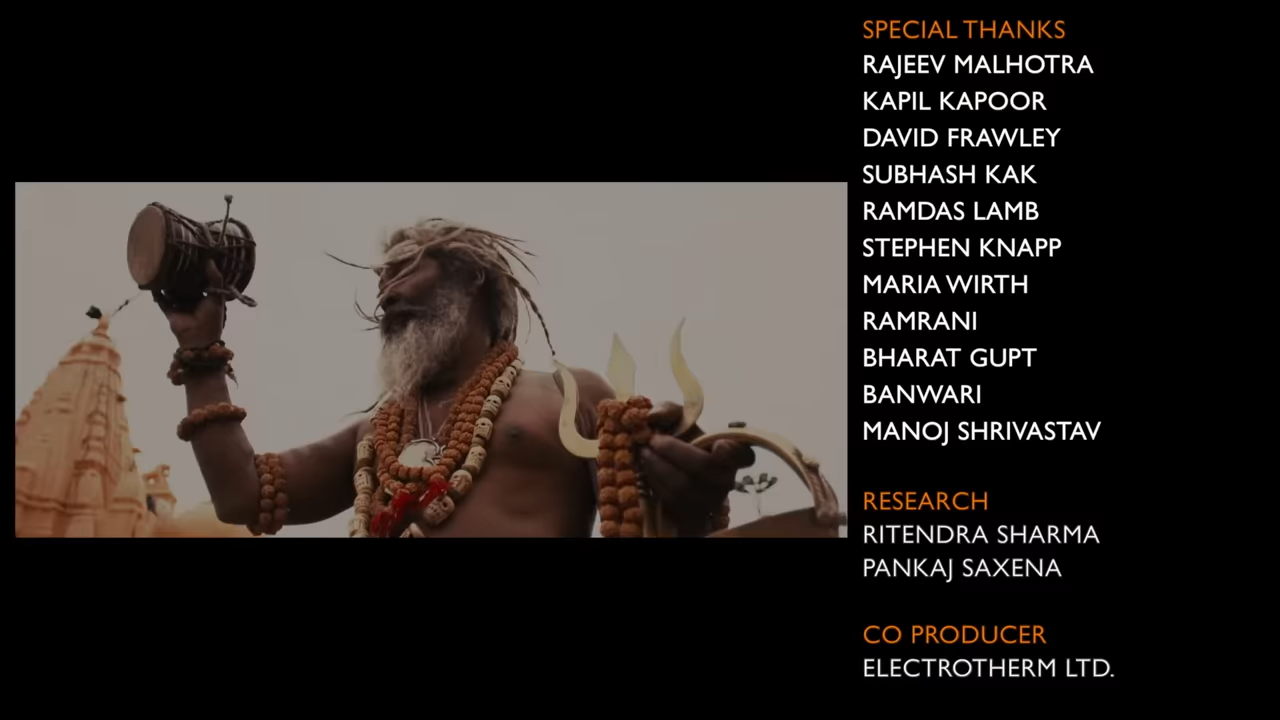 SPECIAL THANKS
RAJEEV MALHOTRA
KAPIL KAPOOR
DAVID FRAWLEY
SUBHASH KAK
RAMDAS LAMB
STEPHEN KNAPP
MARIA WIRTH
RAMRANI
BHARAT GUPT
BANWARI
MANOJ SHRIVASTAV
RESEARCH
RITENDRA SHARMA
PANKAJ SAXENA
CO PRODUCER
ELECTROTHERM LTD.